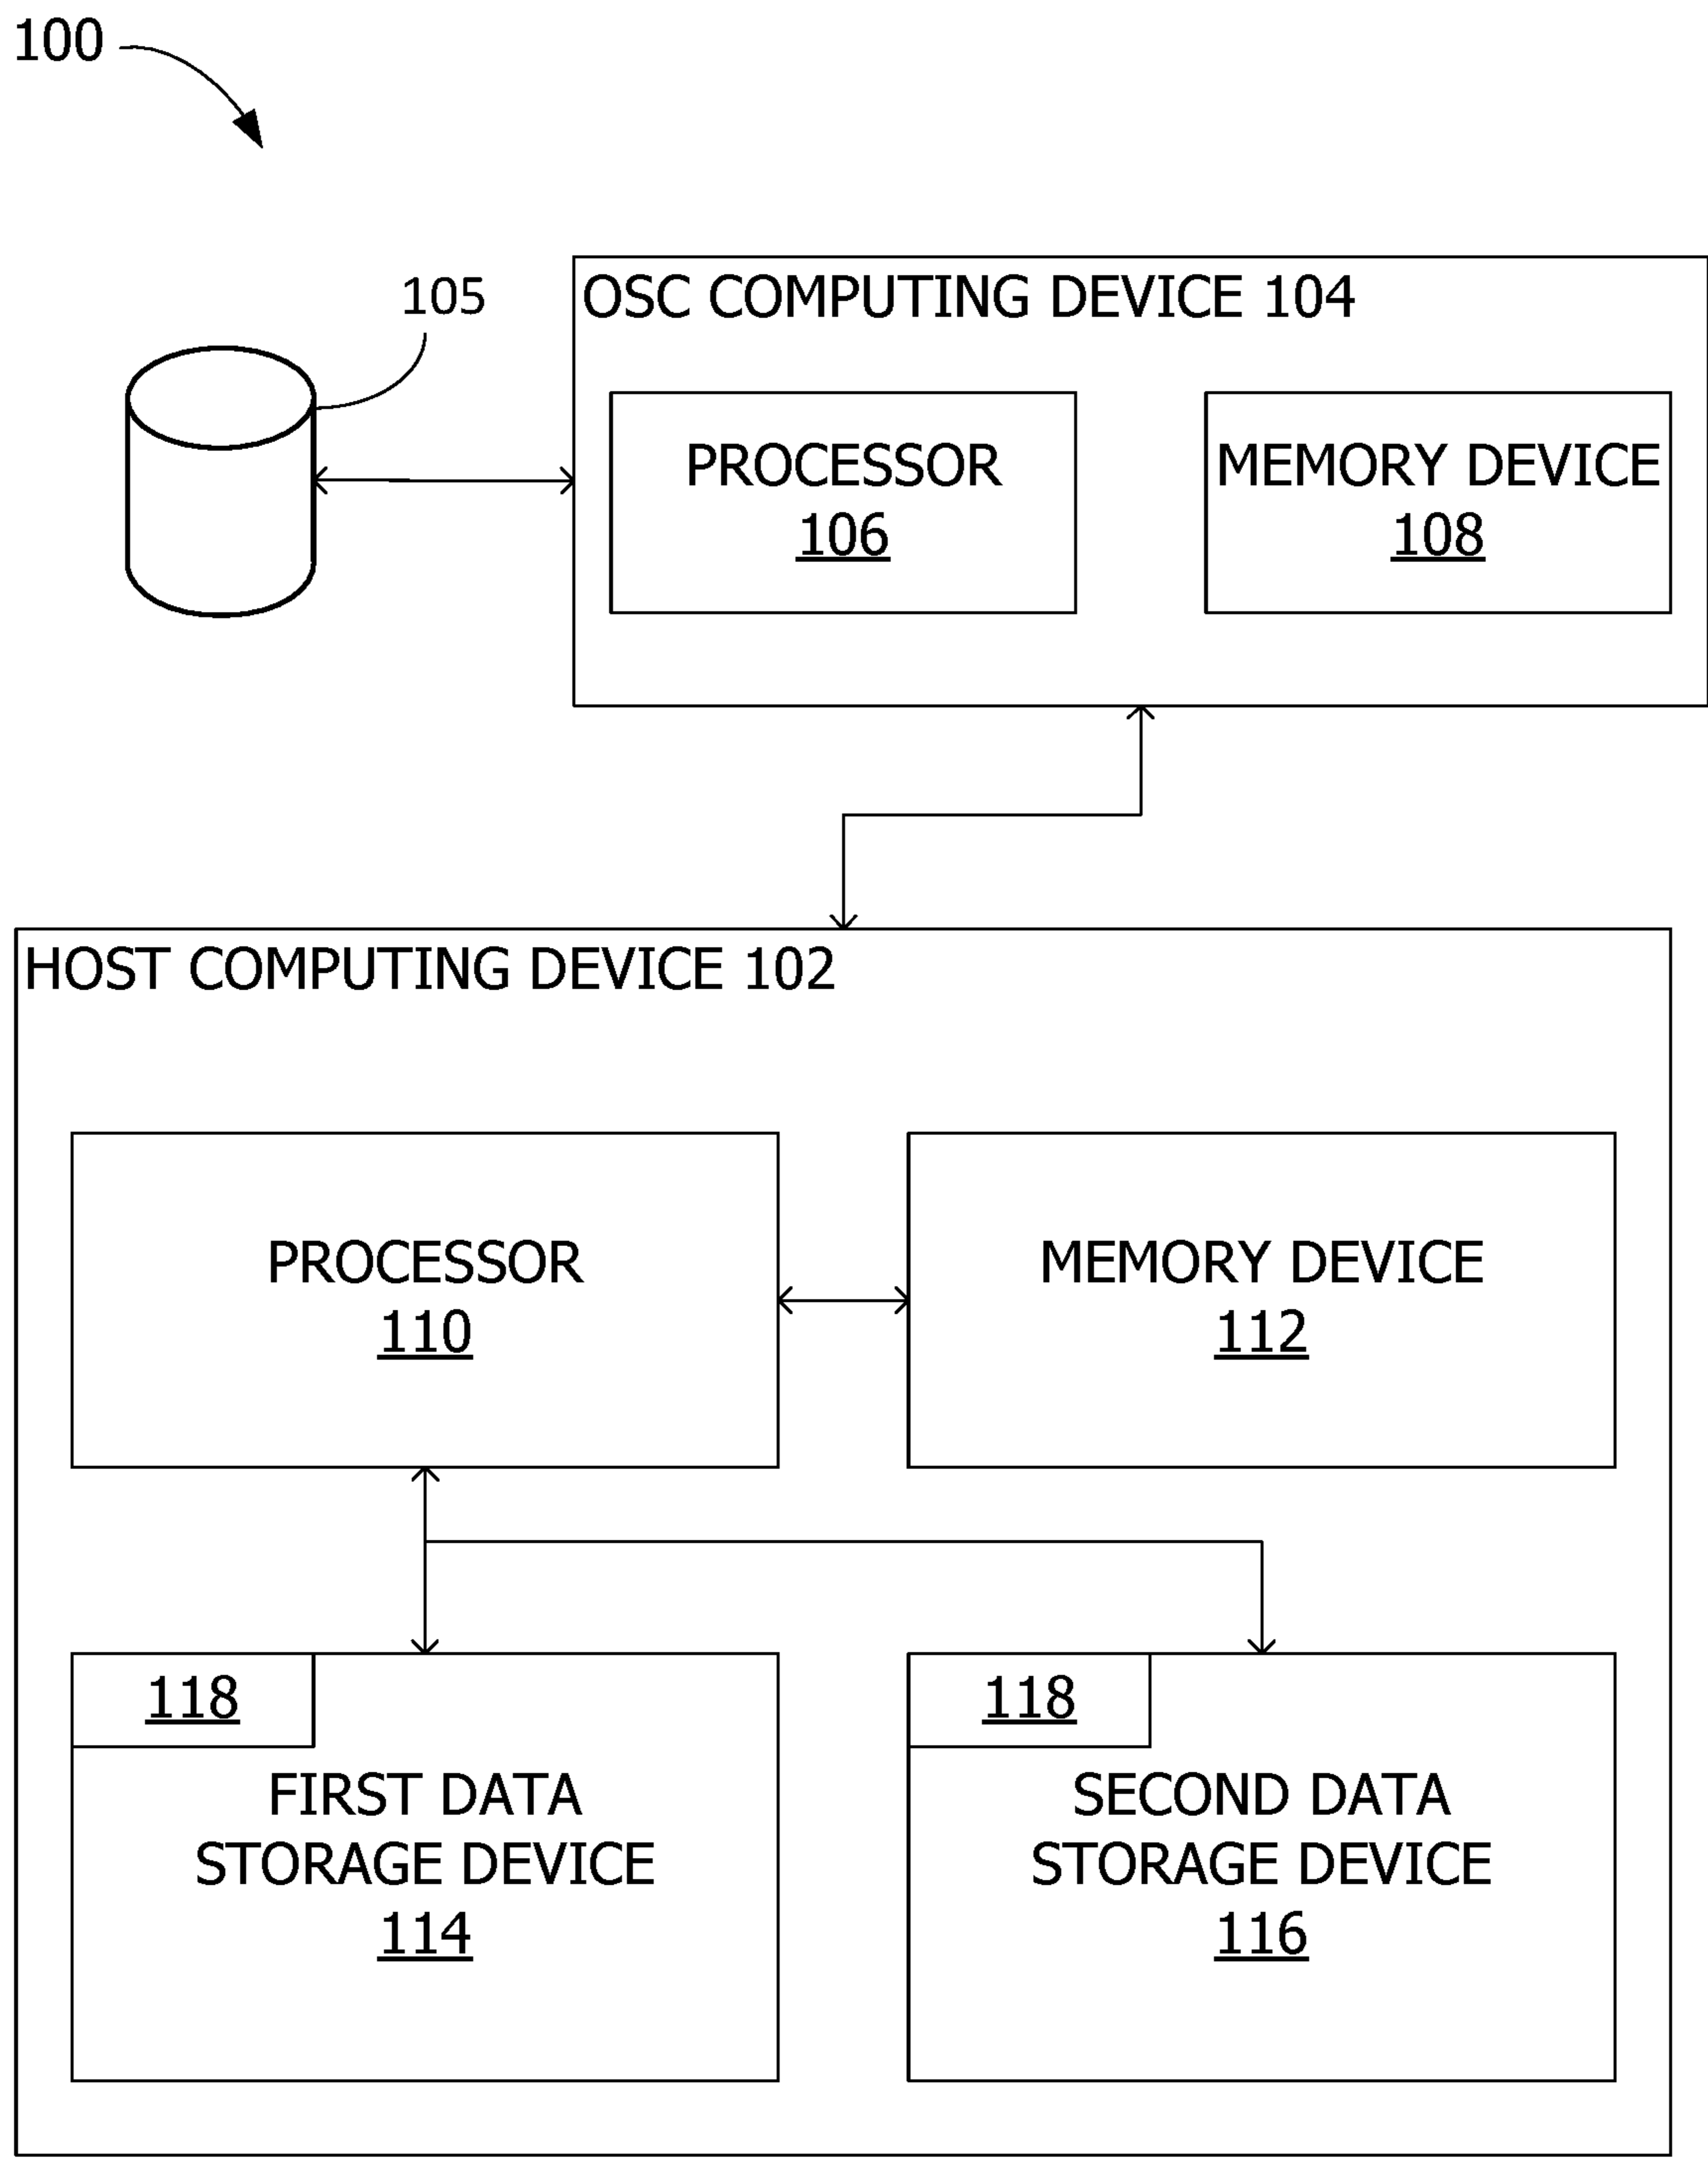 100
105
OSC COMPUTING DEVICE 104
PROCESSOR
106
MEMORY DEVICE
108
HOST COMPUTING DEVICE 102
PROCESSOR
110
MEMORY DEVICE
112
118
FIRST DATA
STORAGE DEVICE
114
118
SECOND DATA
STORAGE DEVICE
116